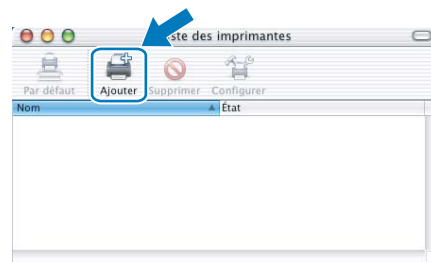 ste des imprimantes
Par défaut Ajouter Supprimer Configurer
Nom État